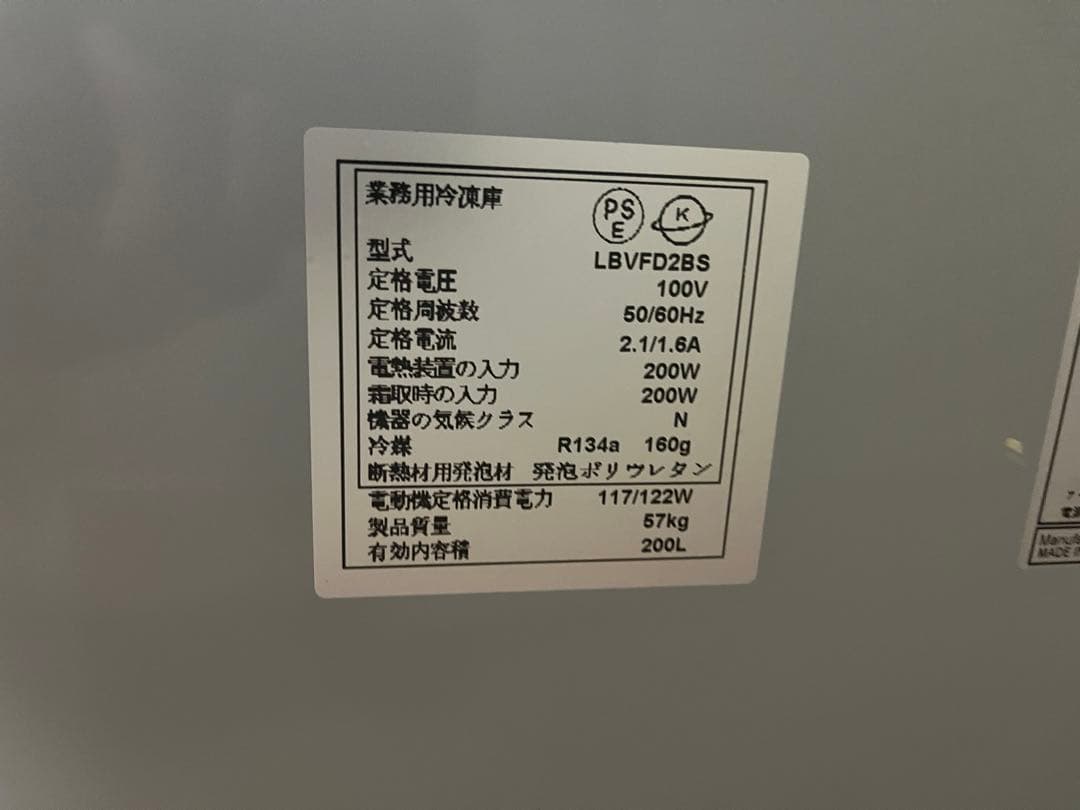 業務用冷凍庫
PS
E
K
型式 LBVFD2BS
定格電圧 100V
定格周波数 50/60Hz
定格電流 2.1/1.6A
電熱装置の入力 200W
霜取時の入力 200W
機器の気候クラス N
冷媒 R134a 160g
断熱材用発泡材 発泡ポリウレタン
電動機定格消費電力 117/122W
製品質量 57kg
有効内容積 200L
MADE